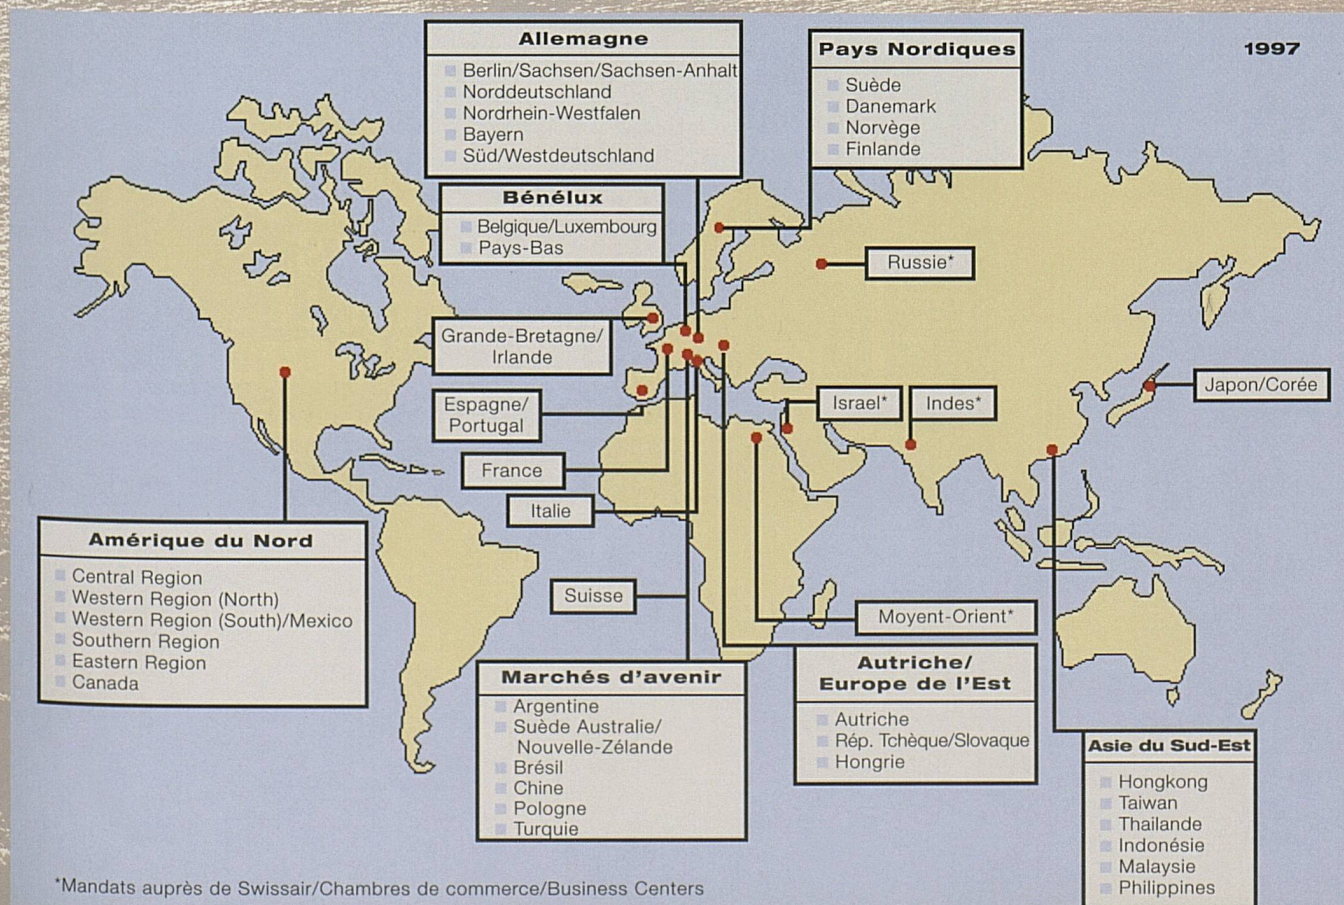 1997
Allemagne
Berlin/Sachsen/Sachsen-Anhalt
Norddeutschland
Nordrhein-Westfalen
Bayern
Süd/Westdeutschland
Pays Nordiques
Suède
Danemark
Norvège
Finlande
Bénélux
Belgique/Luxembourg
Pays-Bas
Russie*
Grande-Bretagne/
Irlande
Japon/Corée
Espagne/
Portugal
Israel*
Indes*
France
Italie
Amérique du Nord
Central Region
Western Region (North)
Western Region (South)/Mexico
Southern Region
Eastern Region
Canada
Suisse
Moyent-Orient*
Marchés d'avenir
Argentine
Suède Australie/
Nouvelle-Zélande
Brésil
Chine
Pologne
Turquie
Autriche/
Europe de l'Est
Autriche
Rép. Tchèque/Slovaque
Hongrie
Asie du Sud-Est
Hongkong
Taiwan
Thailande
Indonésie
Malaysie
Philippines
*Mandats auprès de Swissair/Chambres de commerce/Business Centers